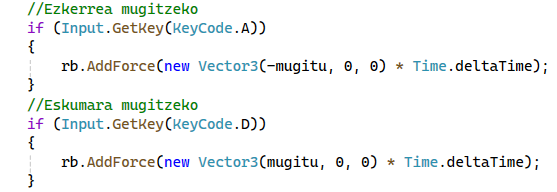 //Ezkerrea mugitzeko
if (Input.GetKey(KeyCode.A))
{
rb.AddForce(new Vector3(-mugitu, 0, 0) * Time.deltaTime);
}
//Eskumara mugitzeko
if (Input.GetKey(KeyCode.D))
{
rb.AddForce(new Vector3(mugitu, 0, 0) * Time.deltaTime);
}